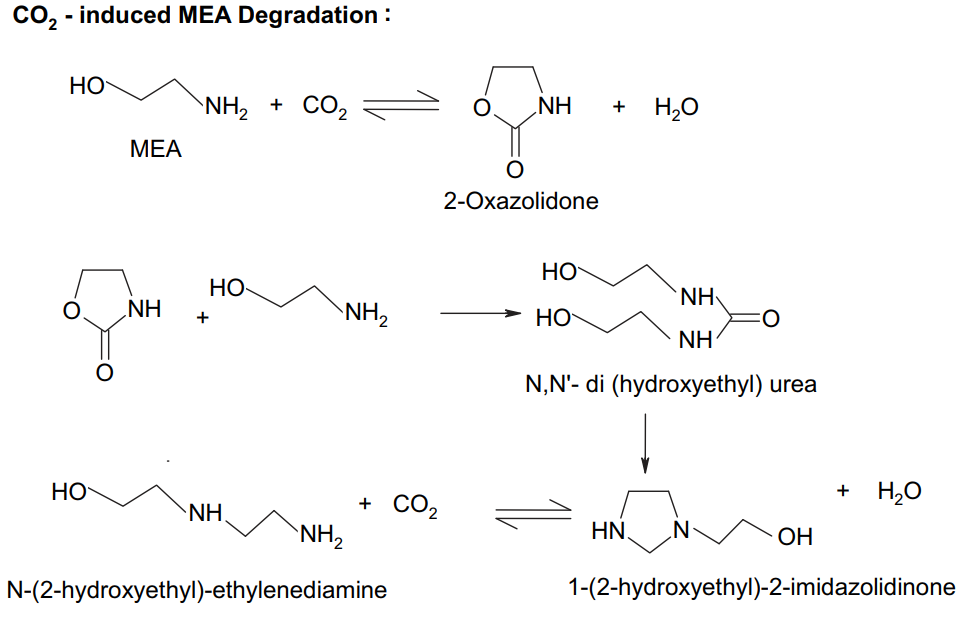 CO₂ - induced MEA Degradation :
HO NH₂ + CO₂ O NH + H₂O
O
MEA
2-Oxazolidone
O NH + HO NH₂ HO NH
HO NH O
O
N,N'- di (hydroxyethyl) urea
HO NH NH₂ + CO₂ HN N OH + H₂O
N-(2-hydroxyethyl)-ethylenediamine 1-(2-hydroxyethyl)-2-imidazolidinone